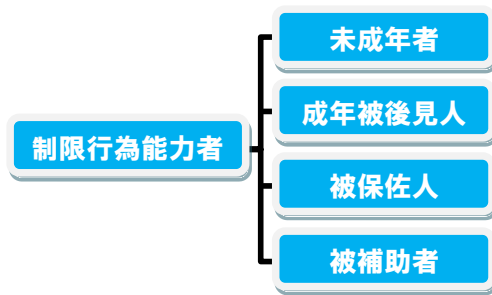 制限行為能力者
未成年者
成年被後見人
被保佐人
被補助者